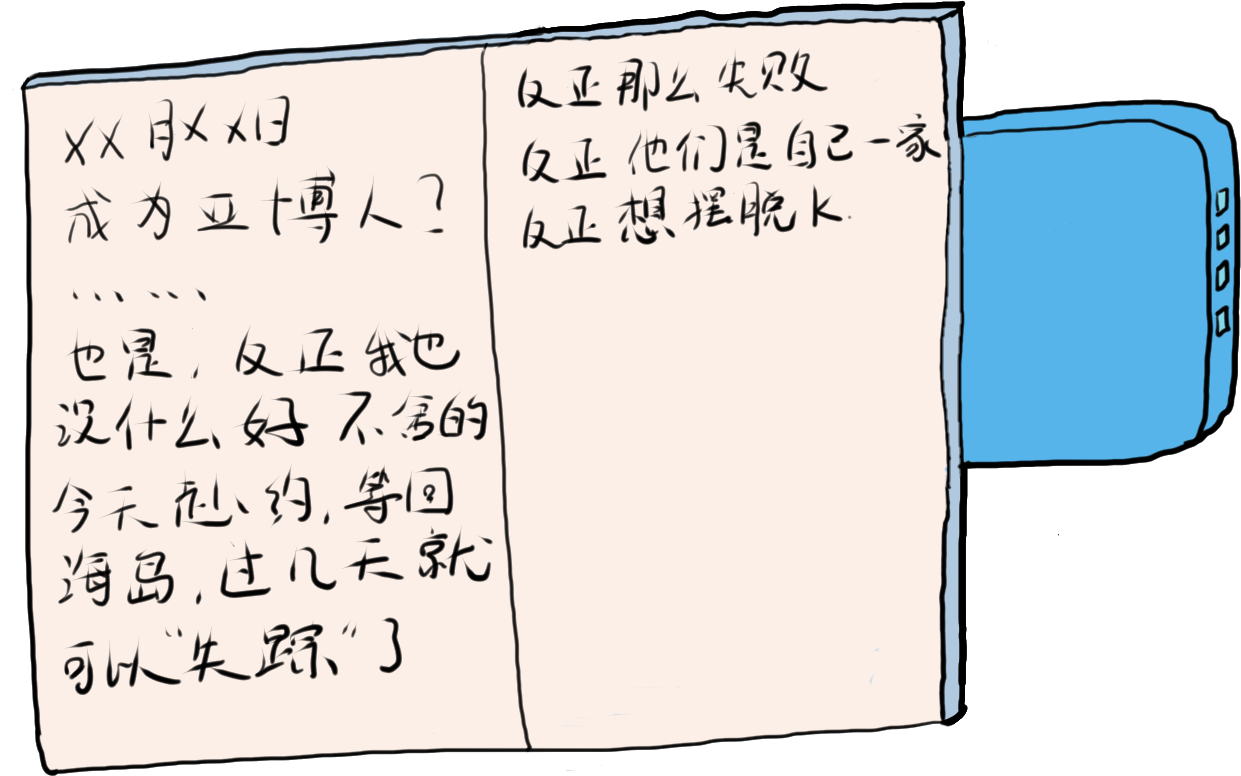 XX月XX日
成为亚博人？
……
也是，反正我也
没什么好不舍的
今天赴约，等回
海岛，过几天就
可以“失踪”了
反正那么失败
反正他们是自己一家
反正想摆脱K.